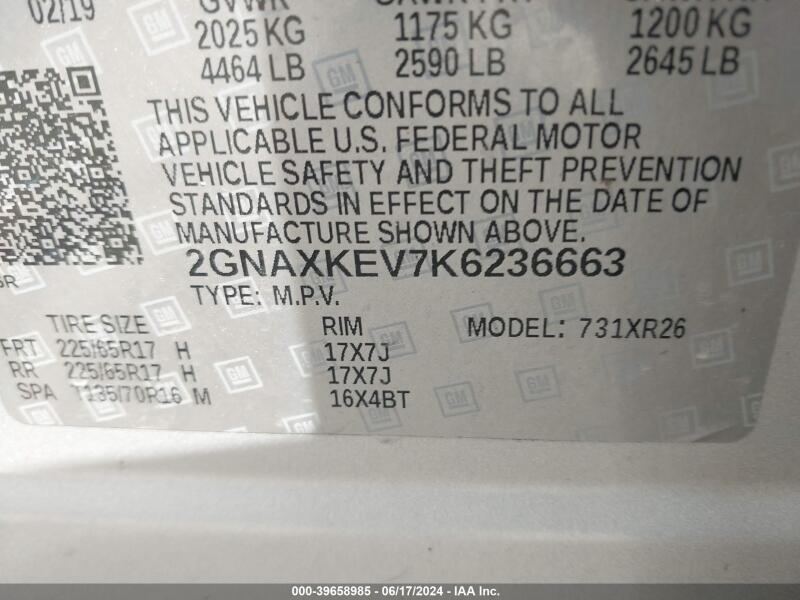 02/19 GVWR
2025 KG 1175 KG 1200 KG
4464 LB 2590 LB 2645 LB
THIS VEHICLE CONFORMS TO ALL
APPLICABLE U.S. FEDERAL MOTOR
VEHICLE SAFETY AND THEFT PREVENTION
STANDARDS IN EFFECT ON THE DATE OF
MANUFACTURE SHOWN ABOVE.
2GNAXKEV7K6236663
TYPE: M.P.V.
TIRE SIZE RIM MODEL: 731XR26
FRT 225/65R17 H 17X7J
RR 225/65R17 H 17X7J
SPA T135/70R16 M 16X4BT
000-39658985 - 06/17/2024 - IAA Inc.